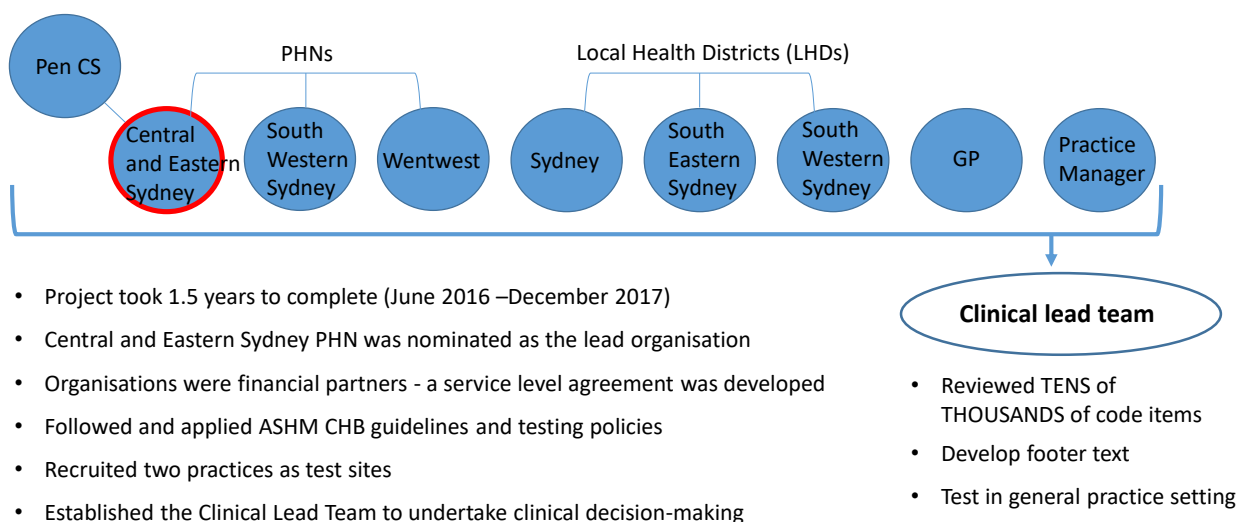 Pen CS
PHNs
Local Health Districts (LHDs)
Central
and Eastern
Sydney
South
Western
Sydney
Wentwest
Sydney
South
Eastern
Sydney
South
Western
Sydney
GP
Practice
Manager
• Project took 1.5 years to complete (June 2016 –December 2017)
• Central and Eastern Sydney PHN was nominated as the lead organisation
• Organisations were financial partners - a service level agreement was developed
• Followed and applied ASHM CHB guidelines and testing policies
• Recruited two practices as test sites
• Established the Clinical Lead Team to undertake clinical decision-making
Clinical lead team
• Reviewed TENS of
THOUSANDS of code items
• Develop footer text
• Test in general practice setting